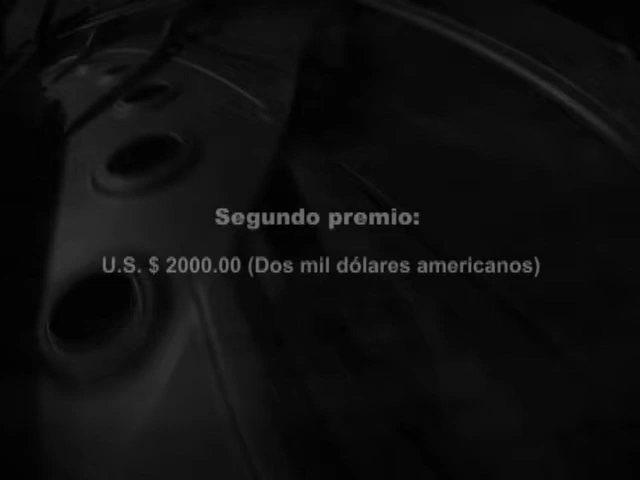 Segundo premio:
U.S. $ 2000.00 (Dos mil dólares americanos)